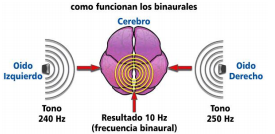 como funcionan los binaurales
Cerebro
Oido
Izquierdo
Oido
Derecho
Tono
240 Hz
Resultado 10 Hz
(frecuencia binaural)
Tono
250 Hz